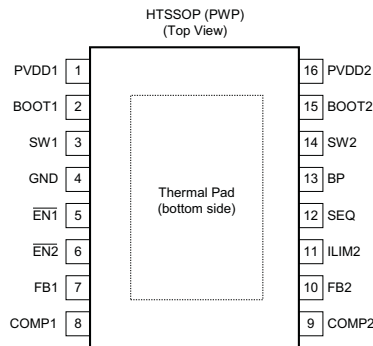 HTSSOP (PWP)
(Top View)
PVDD1 1
16 PVDD2
BOOT1 2
15 BOOT2
SW1 3
14 SW2
GND 4
13 BP
Thermal Pad
(bottom side)
E̅N̅1̅ 5
12 SEQ
E̅N̅2̅ 6
11 ILIM2
FB1 7
10 FB2
COMP1 8
9 COMP2